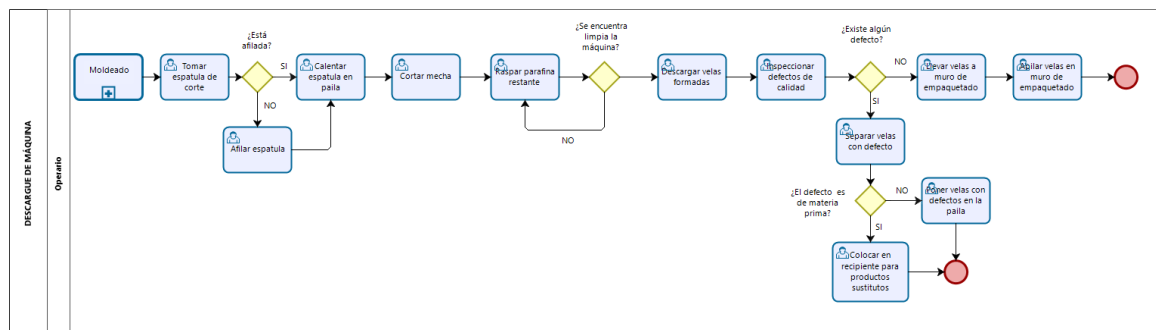 DESCARGUE DE MÁQUINA
Operario
Moldeado
Tomar
espatula de
corte
¿Está
afilada?
SI
NO
Afilar espatula
Calentar
espatula en
paila
Cortar mecha
Raspar parafina
restante
¿Se encuentra
limpia la
máquina?
NO
Descargar velas
formadas
Inspeccionar
defectos de
calidad
¿Existe algún
defecto?
NO
SI
Llevar velas a
muro de
empaquetado
Apilar velas en
muro de
empaquetado
Separar velas
con defecto
¿El defecto es
de materia
prima?
NO
SI
Poner velas con
defectos en la
paila
Colocar en
recipiente para
productos
sustitutos